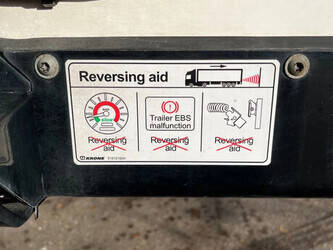 Reversing aid
Trailer EBS
malfunction
Reversing
aid
Reversing
aid
Reversing
aid
KRONE